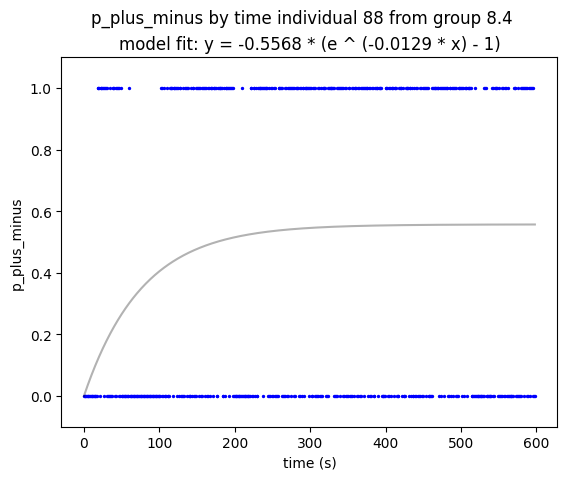 p_plus_minus by time individual 88 from group 8.4
model fit: y = -0.5568 * (e ^ (-0.0129 * x) - 1)
1.0
0.8
0.6
0.4
0.2
0.0
p_plus_minus
0 100 200 300 400 500 600
time (s)